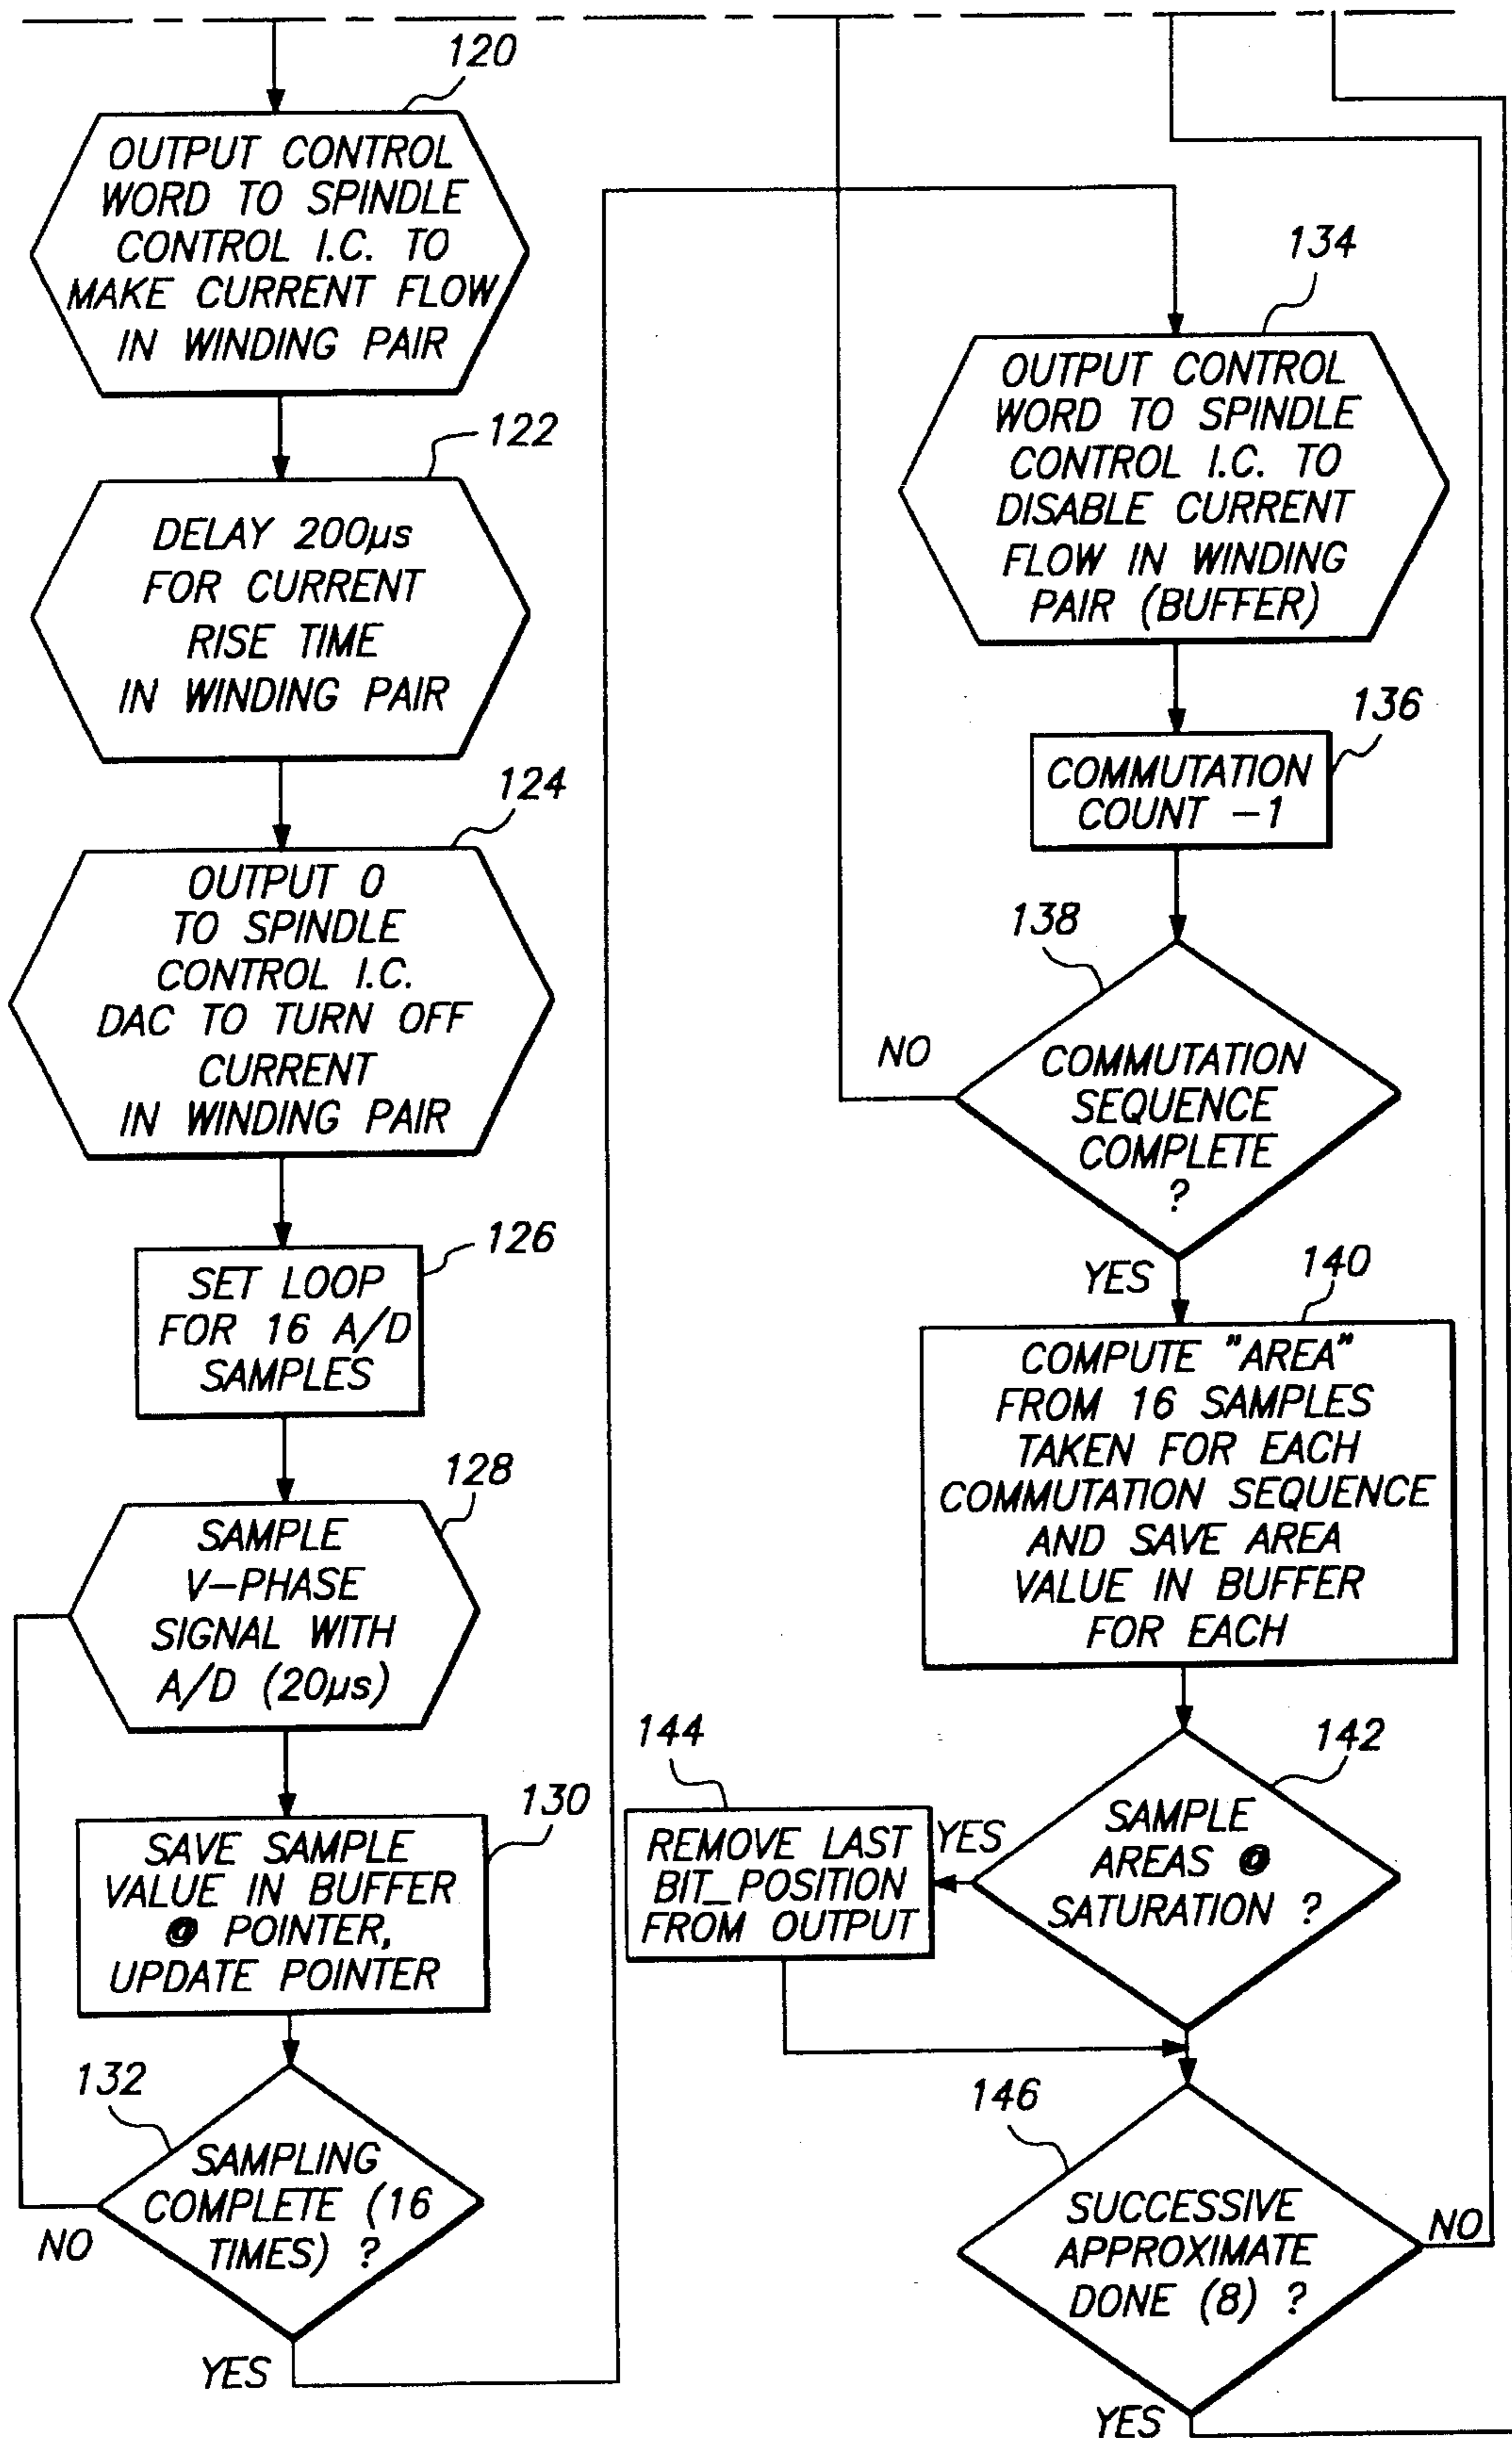 120
OUTPUT CONTROL
WORD TO SPINDLE
CONTROL I.C. TO
MAKE CURRENT FLOW
IN WINDING PAIR
122
DELAY 200µs
FOR CURRENT
RISE TIME
IN WINDING PAIR
124
OUTPUT 0
TO SPINDLE
CONTROL I.C.
DAC TO TURN OFF
CURRENT
IN WINDING PAIR
126
SET LOOP
FOR 16 A/D
SAMPLES
128
SAMPLE
V-PHASE
SIGNAL WITH
A/D (20µs)
130
SAVE SAMPLE
VALUE IN BUFFER
@ POINTER,
UPDATE POINTER
132
SAMPLING
COMPLETE (16
TIMES) ?
NO
YES
134
OUTPUT CONTROL
WORD TO SPINDLE
CONTROL I.C. TO
DISABLE CURRENT
FLOW IN WINDING
PAIR (BUFFER)
136
COMMUTATION
COUNT -1
138
NO
COMMUTATION
SEQUENCE
COMPLETE
?
YES
140
COMPUTE "AREA"
FROM 16 SAMPLES
TAKEN FOR EACH
COMMUTATION SEQUENCE
AND SAVE AREA
VALUE IN BUFFER
FOR EACH
142
SAMPLE
AREAS @
SATURATION ?
YES
144
REMOVE LAST
BIT_POSITION
FROM OUTPUT
146
SUCCESSIVE
APPROXIMATE
DONE (8) ?
NO
YES